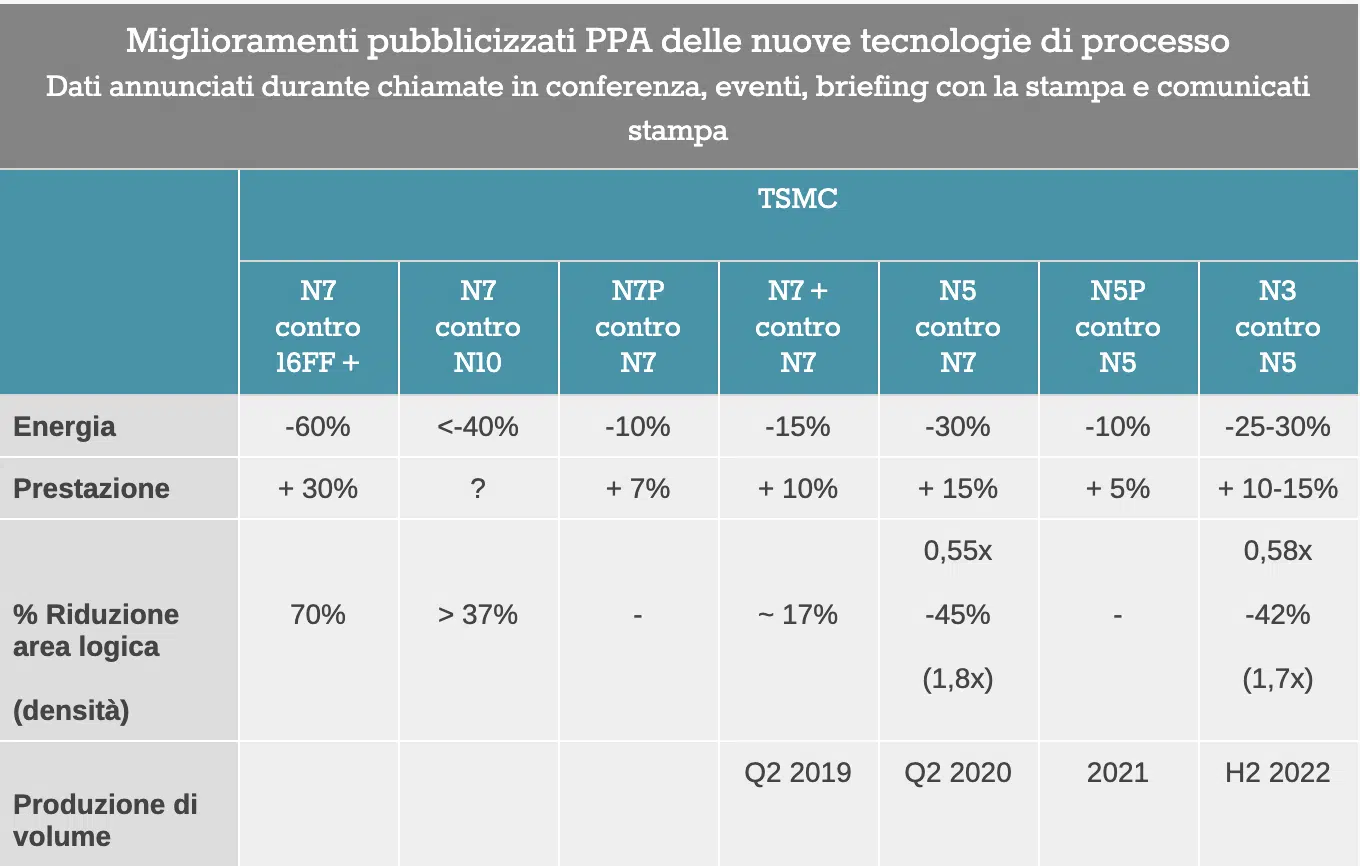 Miglioramenti pubblicizzati PPA delle nuove tecnologie di processo
Dati annunciati durante chiamate in conferenza, eventi, briefing con la stampa e comunicati
stampa
TSMC
N7 contro 16FF +
N7 contro N10
N7P contro N7
N7 + contro N7
N5 contro N7
N5P contro N5
N3 contro N5
Energia -60% <-40% -10% -15% -30% -10% -25-30%
Prestazione + 30% ? + 7% + 10% + 15% + 5% + 10-15%
0,55x 0,58x
% Riduzione 70% > 37% - ~ 17% -45% - -42%
area logica
(1,8x) (1,7x)
(densità)
Q2 2019 Q2 2020 2021 H2 2022
Produzione di
volume